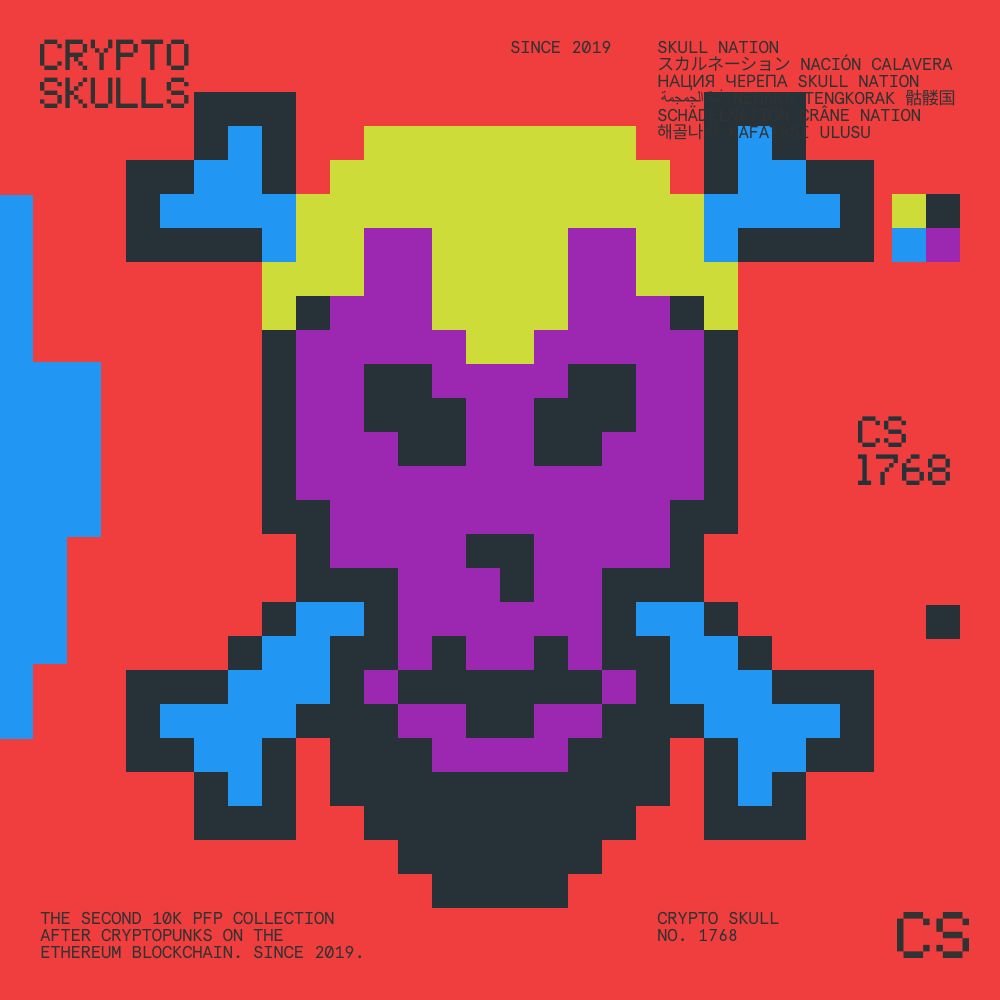 CRYPTO
SKULLS
SINCE 2019
SKULL NATION
スカルネーション NACIÓN CALAVERA
НАЦИЯ ЧЕРЕПА SKULL NATION
TENGKORAK 骷髅国
CRÂNE NATION
해골나
ULUSU
CS
1768
THE SECOND 10K PFP COLLECTION
AFTER CRYPTOPUNKS ON THE
ETHEREUM BLOCKCHAIN. SINCE 2019.
CRYPTO SKULL
NO. 1768
CS